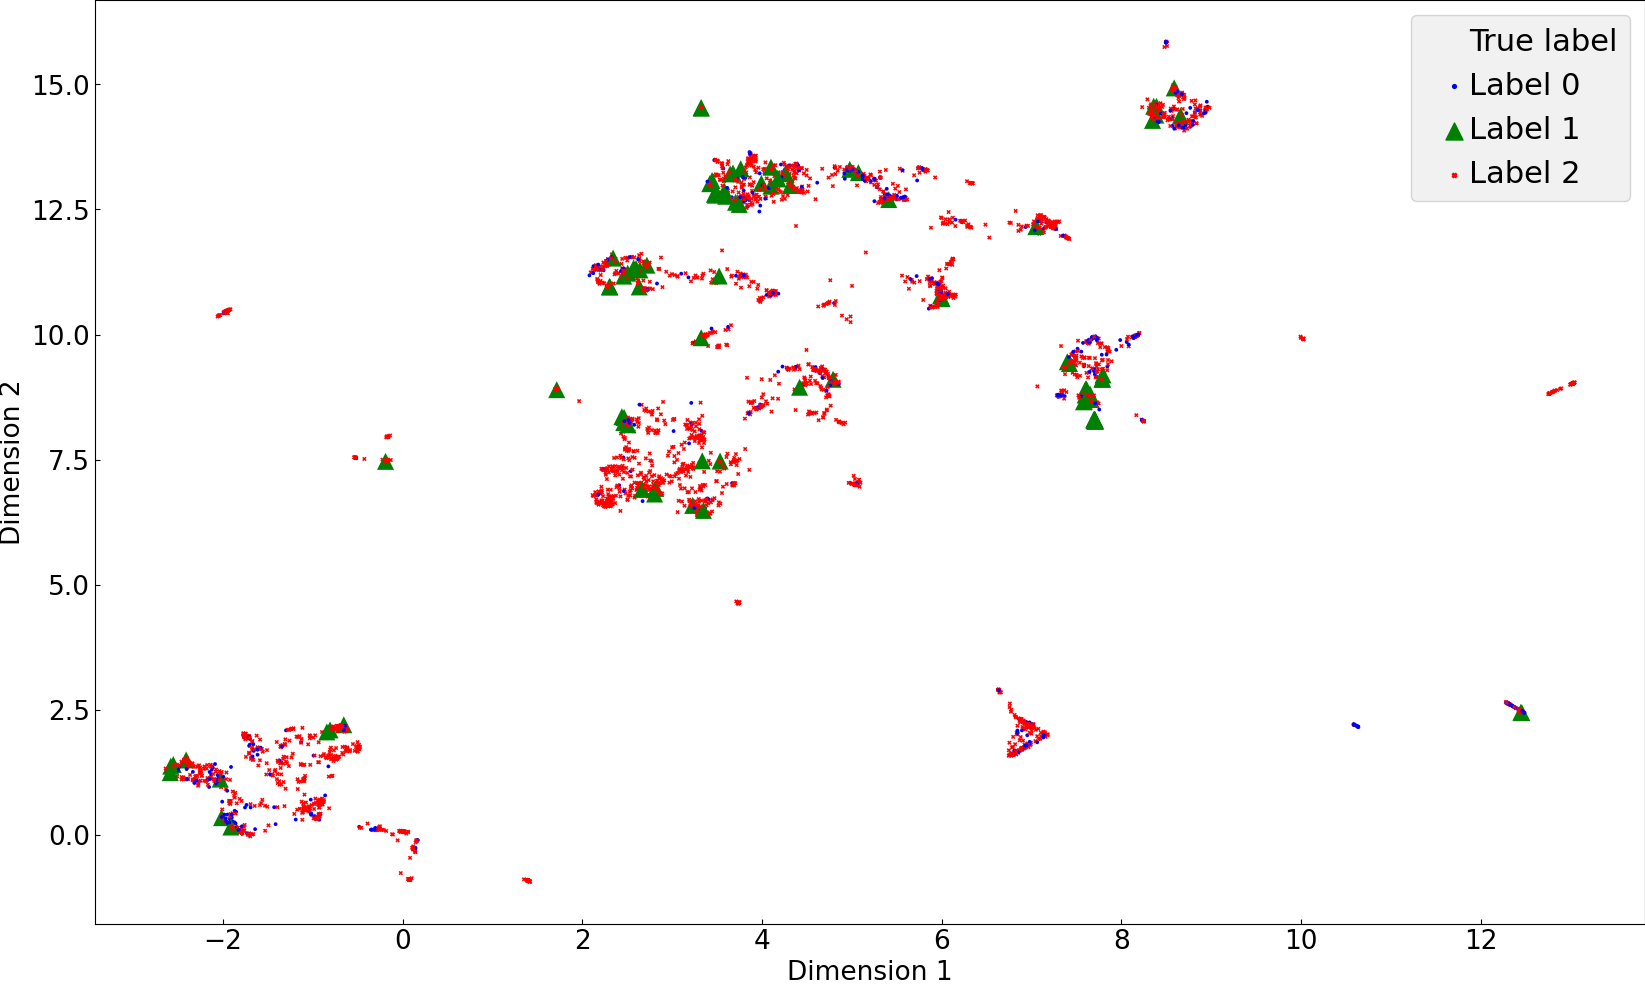 True label
Label 0
Label 1
Label 2
15.0
12.5
10.0
7.5
5.0
2.5
0.0
Dimension 2
−2 0 2 4 6 8 10 12
Dimension 1